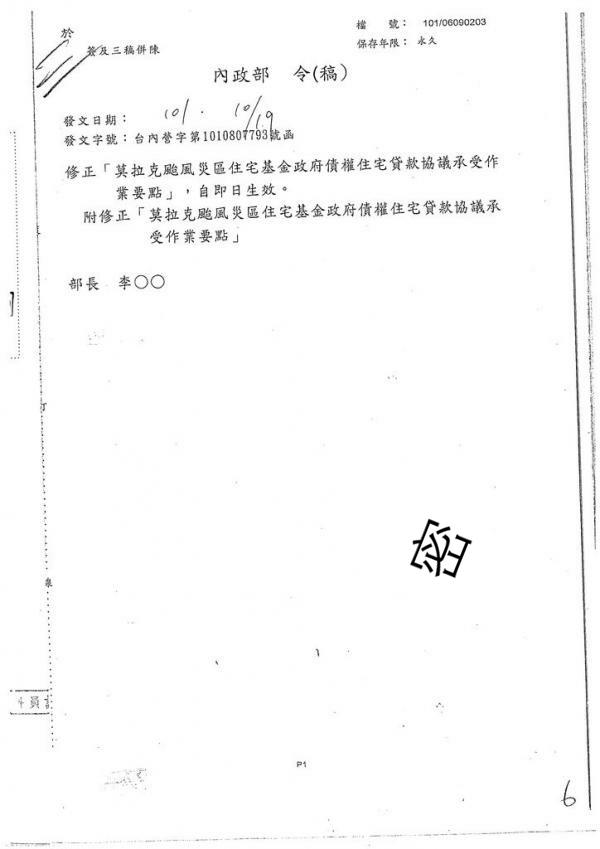 於
檔　　號： 101/06090203
簽及三稿併陳
保存年限： 永久
內政部　令(稿)
發文日期： 101. 10/19
發文字號：台內營字第1010807793號函
修正「莫拉克颱風災區住宅基金政府債權住宅貸款協議承受作
業要點」，自即日生效。
附修正「莫拉克颱風災區住宅基金政府債權住宅貸款協議承
受作業要點」
部長　李○○
丁
P1
6